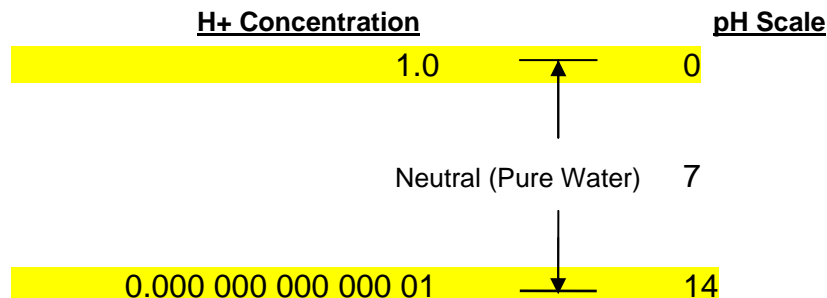 H+ Concentration pH Scale
1.0 0
Neutral (Pure Water) 7
0.000 000 000 000 01 14